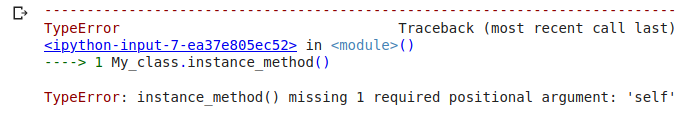 ---------------------------------------------------------------------------
TypeError                                 Traceback (most recent call last)
<ipython-input-7-ea37e805ec52> in <module>()
----> 1 My_class.instance_method()

TypeError: instance_method() missing 1 required positional argument: 'self'